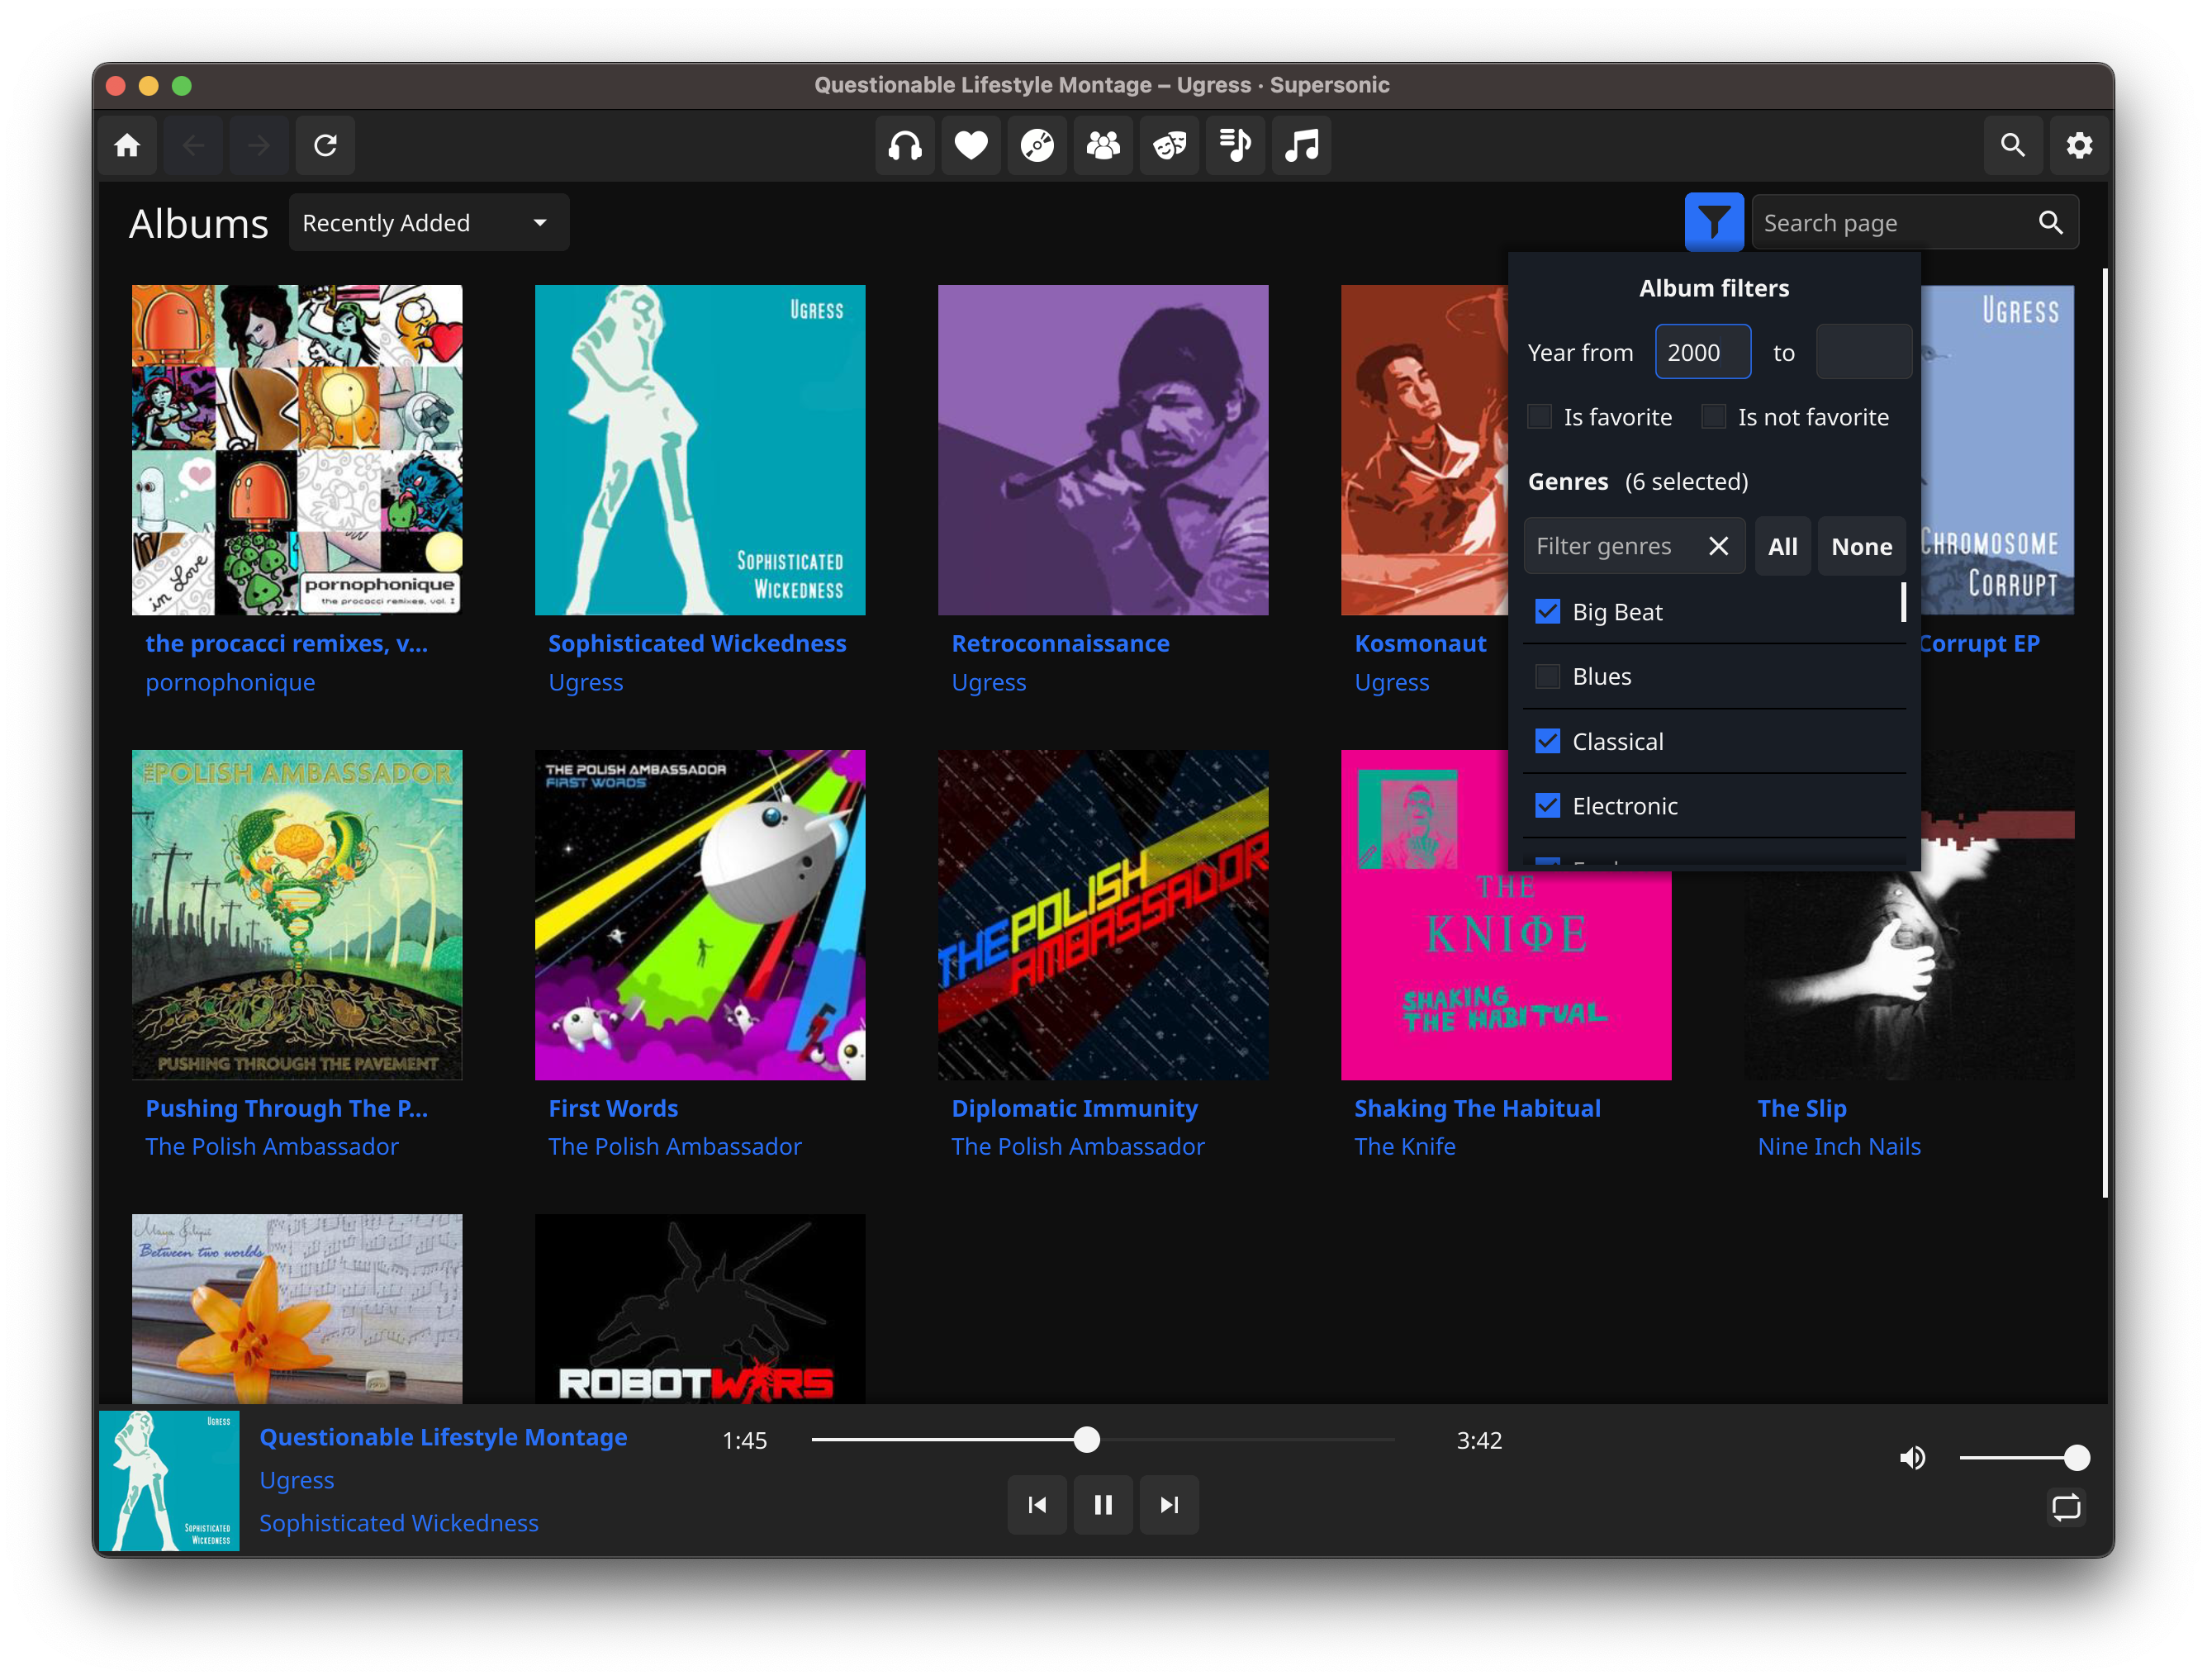 Questionable Lifestyle Montage – Ugress · Supersonic
Albums
Recently Added
Search page
Album filters
Year from 2000 to
Is favorite
Is not favorite
Genres (6 selected)
Filter genres
All
None
Big Beat
Blues
Classical
Electronic
in Love
pornophonique
the procacci remixes, vol. I
UGRESS
SOPHISTICATED
WICKEDNESS
UGRESS
CHROMOSOME
CORRUPT
the procacci remixes, v...
pornophonique
Sophisticated Wickedness
Ugress
Retroconnaissance
Ugress
Kosmonaut
Ugress
Corrupt EP
THE POLISH AMBASSADOR
PUSHING THROUGH THE PAVEMENT
THE POLISH AMBASSADOR
FIRST WORDS
THE POLISH
AMBASSADOR
THE
KNIΦE
SHAKING
THE HABITUAL
Pushing Through The P...
The Polish Ambassador
First Words
The Polish Ambassador
Diplomatic Immunity
The Polish Ambassador
Shaking The Habitual
The Knife
The Slip
Nine Inch Nails
Between two worlds
ROBOTWARS
UGRESS
SOPHISTICATED
WICKEDNESS
Questionable Lifestyle Montage
Ugress
Sophisticated Wickedness
1:45
3:42